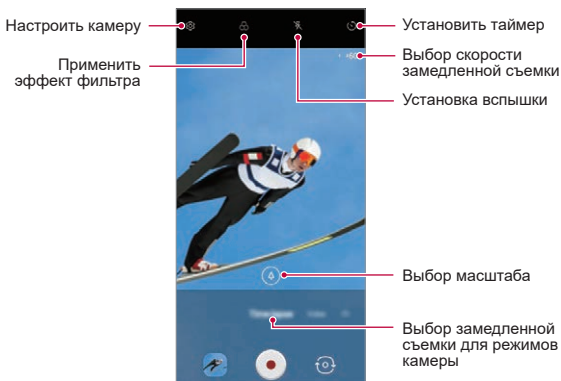 Настроить камеру
Применить
эффект фильтра
Установить таймер
Выбор скорости
замедленной съемки
Установка вспышки
Выбор масштаба
Выбор замедленной
съемки для режимов
камеры